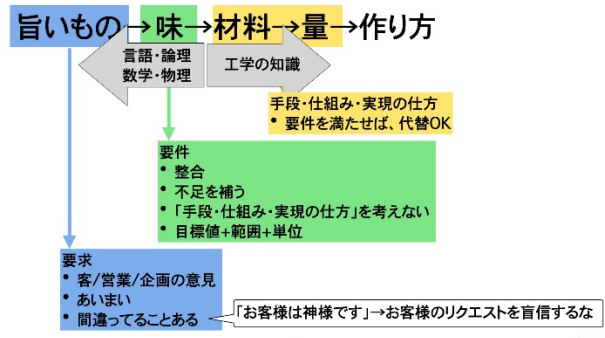 旨いもの→味→材料→量→作り方
言語・論理
数学・物理
工学の知識
手段・仕組み・実現の仕方
• 要件を満たせば、代替OK
要件
• 整合
• 不足を補う
• 「手段・仕組み・実現の仕方」を考えない
• 目標値+範囲+単位
要求
• 客/営業/企画の意見
• あいまい
• 間違ってることある
「お客様は神様です」→お客様のリクエストを盲信するな